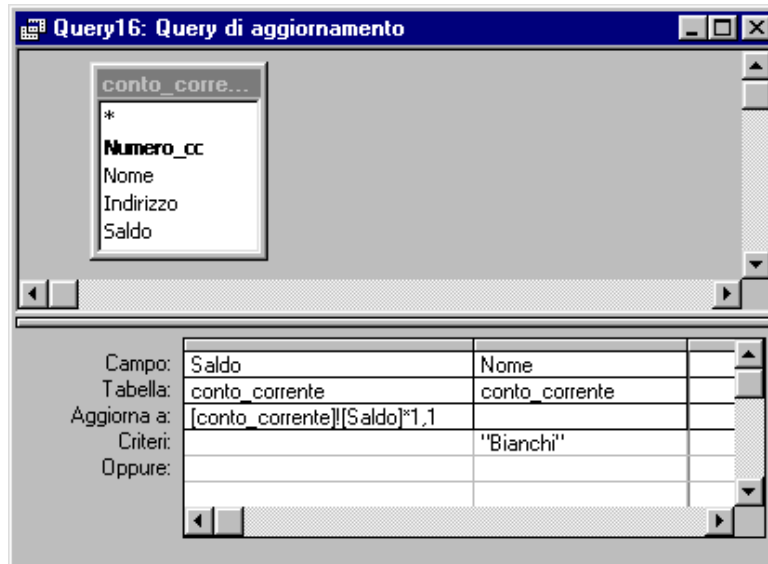 Query16: Query di aggiornamento
conto_corre...
*
Numero_cc
Nome
Indirizzo
Saldo
Campo: Saldo Nome
Tabella: conto_corrente conto_corrente
Aggiorna a: [conto_corrente]![Saldo]*1,1
Criteri: "Bianchi"
Oppure: